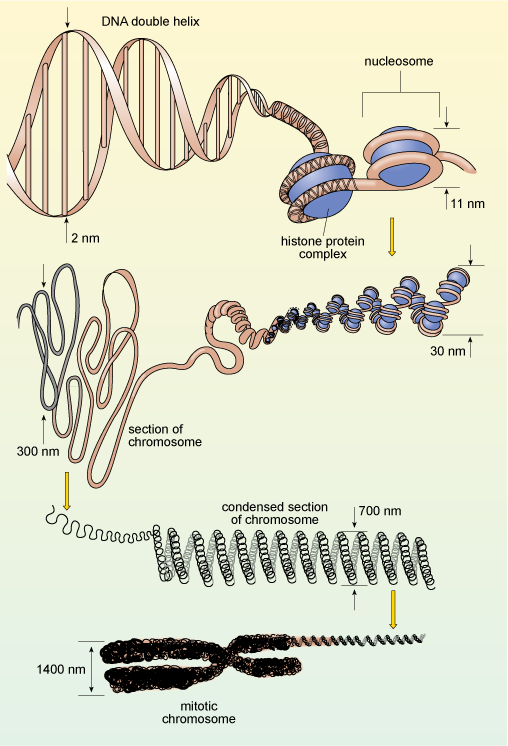 DNA double helix
nucleosome
11 nm
2 nm
histone protein
complex
30 nm
section of
chromosome
300 nm
condensed section
of chromosome
700 nm
1400 nm
mitotic
chromosome